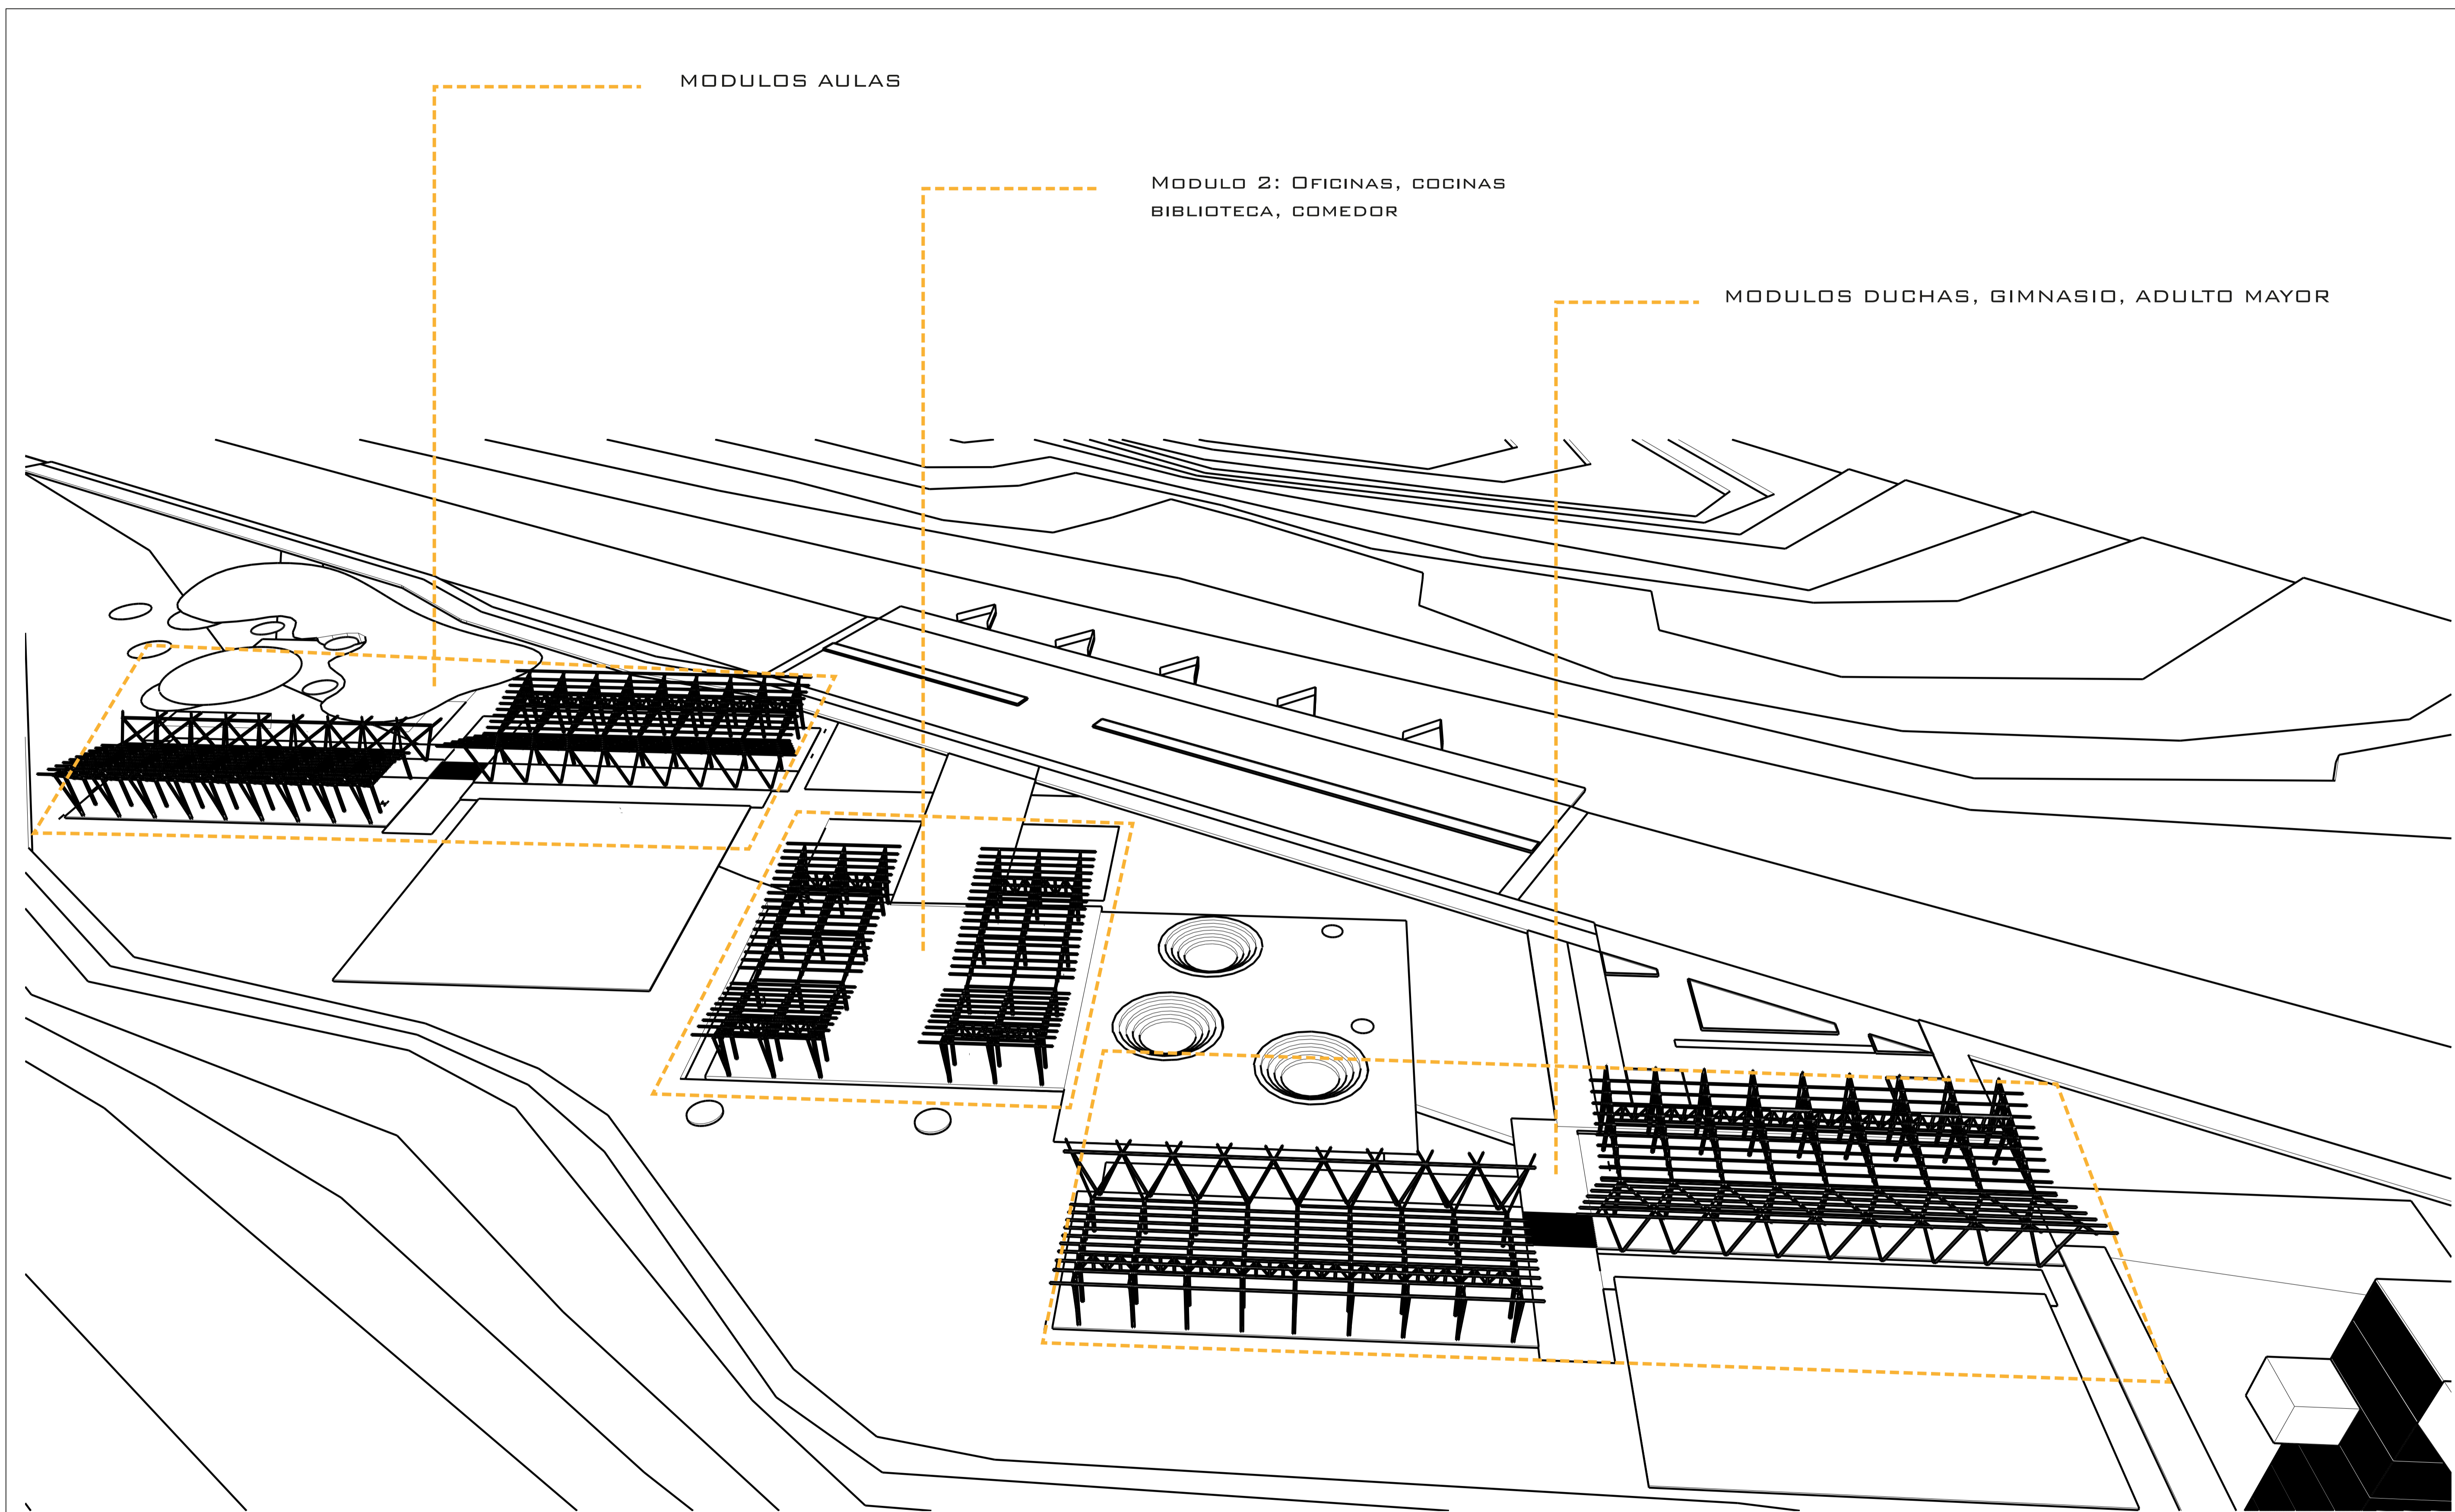 MODULOS AULAS
Modulo 2: Oficinas, cocinas
biblioteca, comedor
MODULOS DUCHAS, GIMNASIO, ADULTO MAYOR